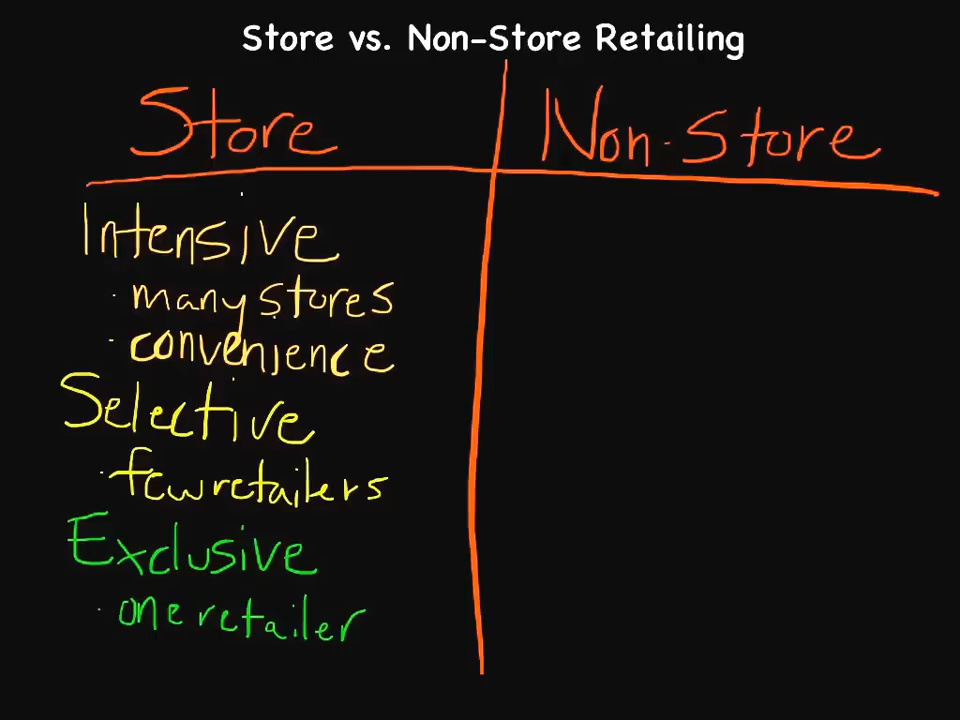 Store vs. Non-Store Retailing
Store
Non-Store
Intensive
· many stores
· convenience
Selective
· few retailers
Exclusive
· one retailer